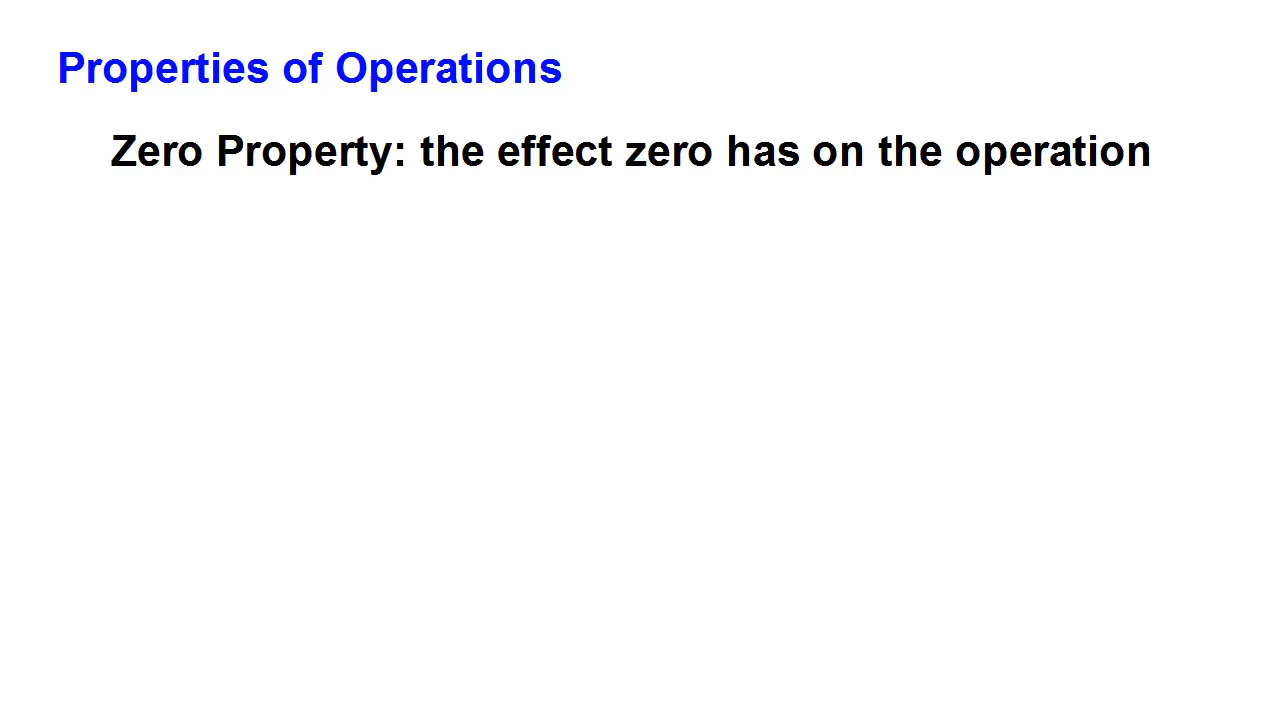 Properties of Operations
Zero Property: the effect zero has on the operation